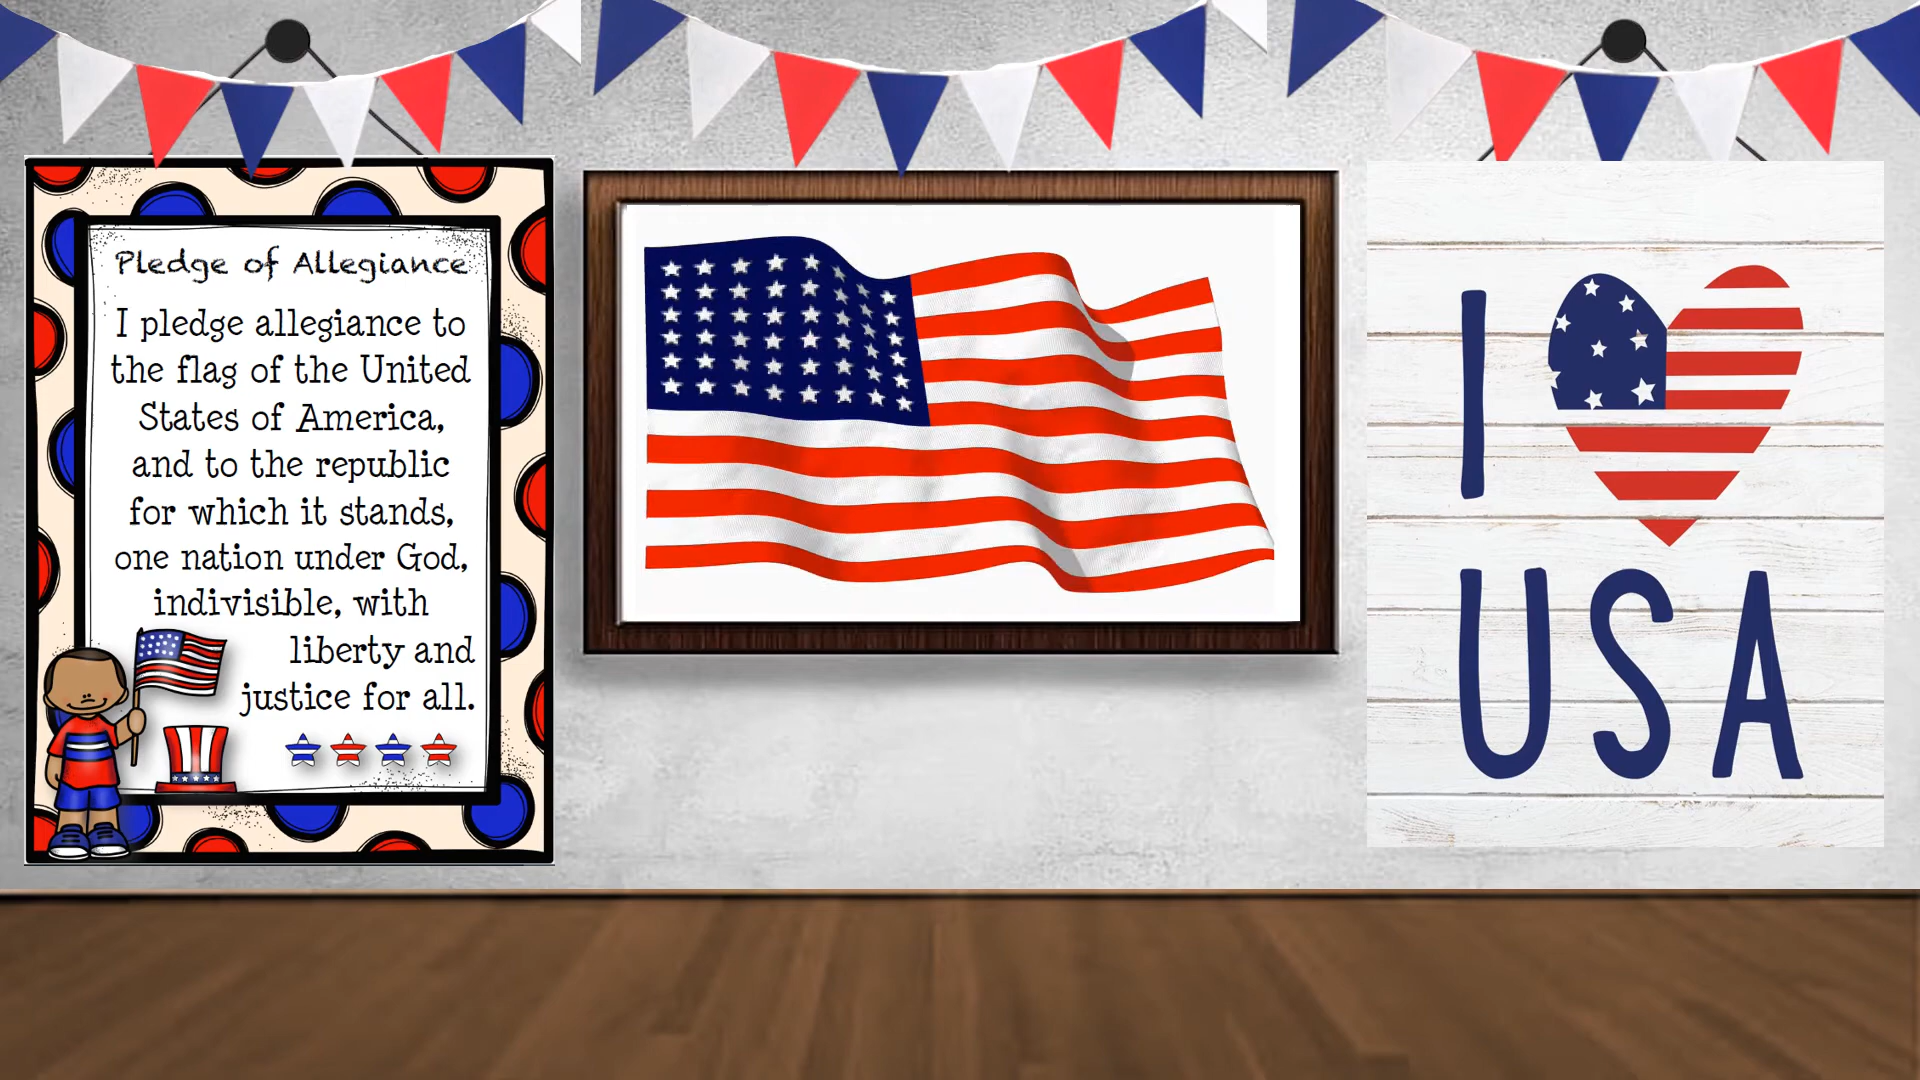 Pledge of Allegiance
I pledge allegiance to
the flag of the United
States of America,
and to the republic
for which it stands,
one nation under God,
indivisible, with
liberty and
justice for all.
I
USA